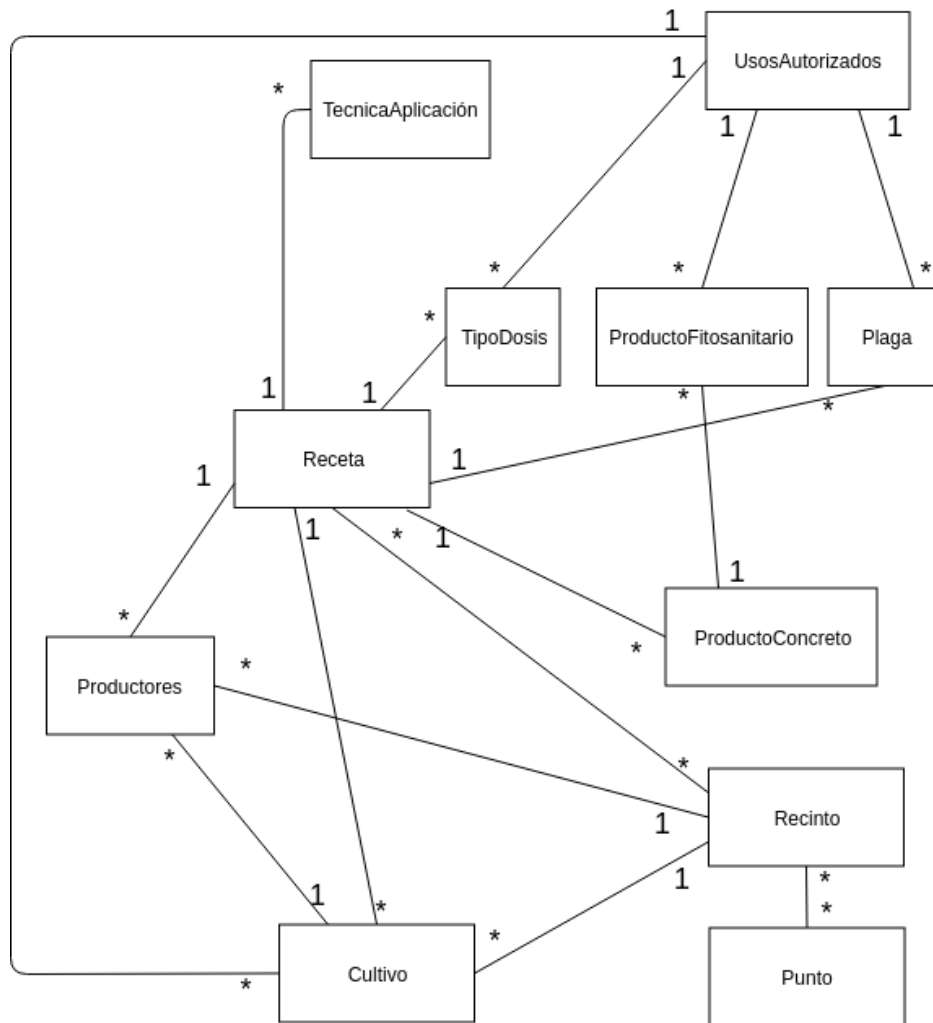 1
UsosAutorizados
1
* TecnicaAplicación
1 1
* *
*
* TipoDosis ProductoFitosanitario Plaga
1 1 * *
Receta 1
1
1 * 1
1
* * ProductoConcreto
*
Productores
*
* Recinto
1
1 1 *
* * *
Cultivo Punto
*